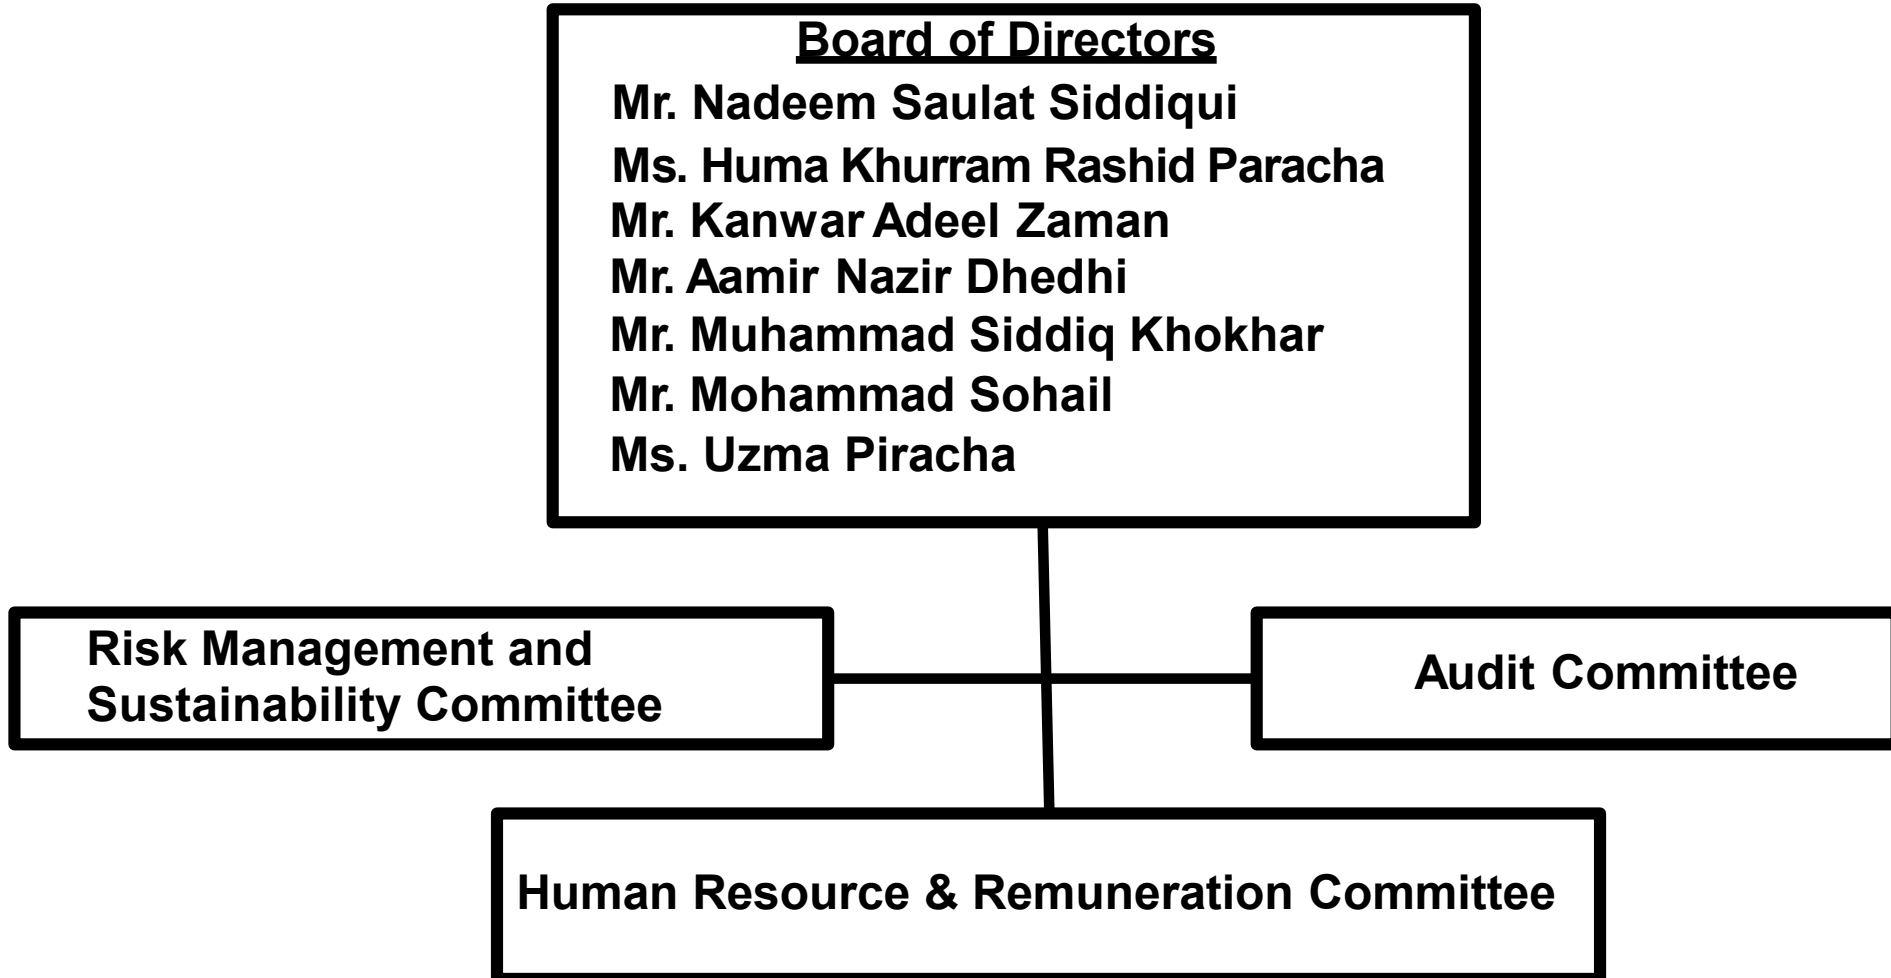 Board of Directors
Mr. Nadeem Saulat Siddiqui
Ms. Huma Khurram Rashid Paracha
Mr. Kanwar Adeel Zaman
Mr. Aamir Nazir Dhedhi
Mr. Muhammad Siddiq Khokhar
Mr. Mohammad Sohail
Ms. Uzma Piracha
Risk Management and
Sustainability Committee
Audit Committee
Human Resource & Remuneration Committee